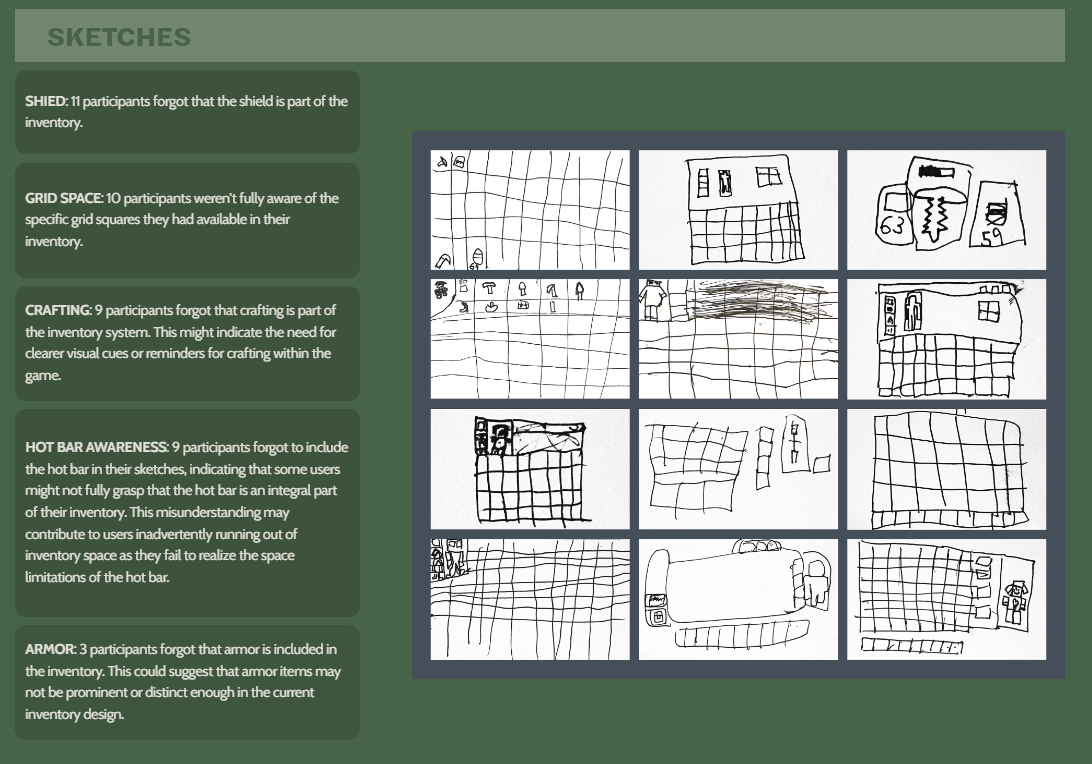 SKETCHES
SHIED: 11 participants forgot that the shield is part of the
inventory.
GRID SPACE: 10 participants weren't fully aware of the
specific grid squares they had available in their
inventory.
CRAFTING: 9 participants forgot that crafting is part of
the inventory system. This might indicate the need for
clearer visual cues or reminders for crafting within the
game.
HOT BAR AWARENESS: 9 participants forgot to include
the hot bar in their sketches, indicating that some users
might not fully grasp that the hot bar is an integral part
of their inventory. This misunderstanding may
contribute to users inadvertently running out of
inventory space as they fail to realize the space
limitations of the hot bar.
ARMOR: 3 participants forgot that armor is included in
the inventory. This could suggest that armor items may
not be prominent or distinct enough in the current
inventory design.
63
59